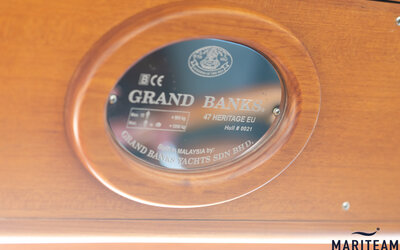 B CE
GRAND BANKS
47 HERITAGE EU
Hull # 0021
MALAYSIA by:
GRAND BANKS YACHTS SDN BHD.
MARITEAM